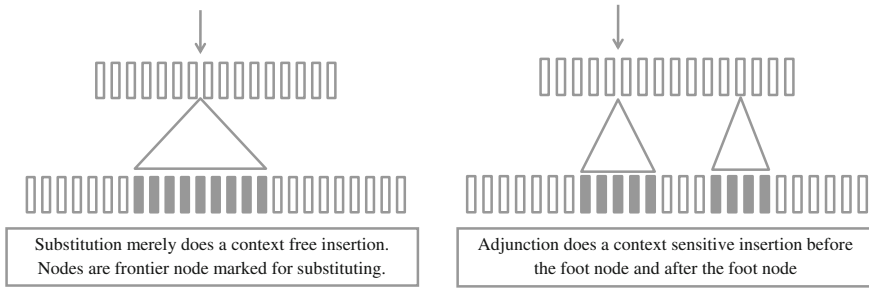 Substitution merely does a context free insertion.
Nodes are frontier node marked for substituting.
Adjunction does a context sensitive insertion before
the foot node and after the foot node